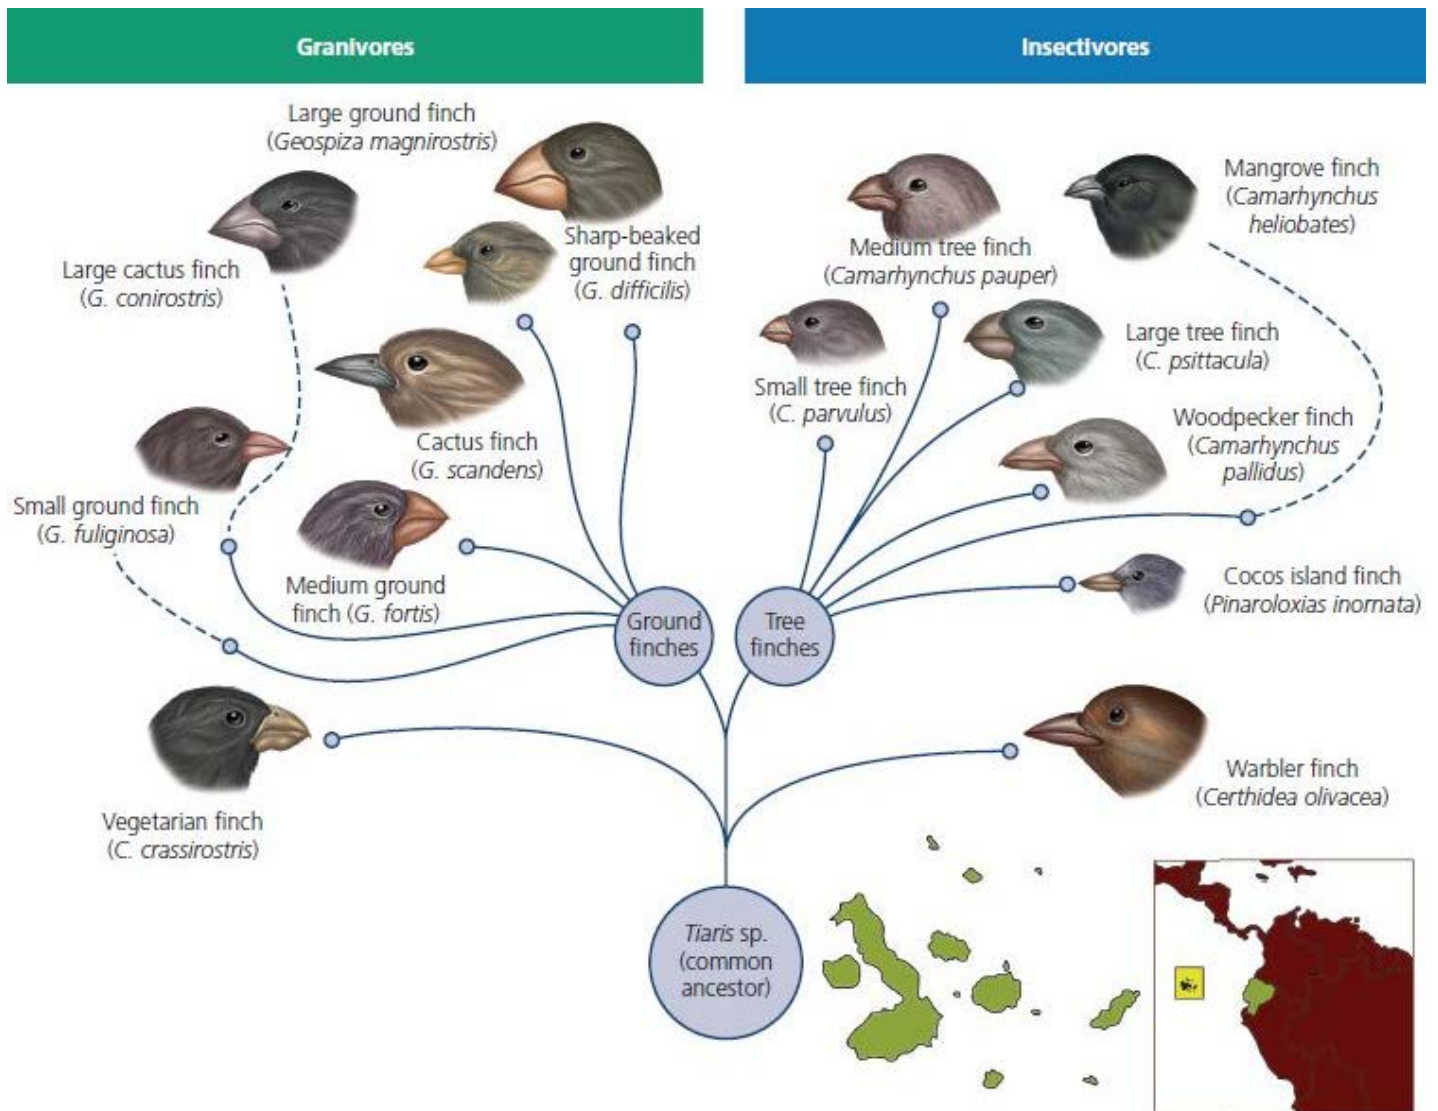 Granivores
Insectivores
Large ground finch
(Geospiza magnirostris)
Large cactus finch
(G. conirostris)
Sharp-beaked
ground finch
(G. difficilis)
Cactus finch
(G. scandens)
Small ground finch
(G. fuliginosa)
Medium ground
finch (G. fortis)
Vegetarian finch
(C. crassirostris)
Ground
finches
Tree
finches
Medium tree finch
(Camarhynchus pauper)
Mangrove finch
(Camarhynchus
heliobates)
Small tree finch
(C. parvulus)
Large tree finch
(C. psittacula)
Woodpecker finch
(Camarhynchus
pallidus)
Cocos island finch
(Pinaroloxias inornata)
Warbler finch
(Certhidea olivacea)
Tiaris sp.
(common
ancestor)